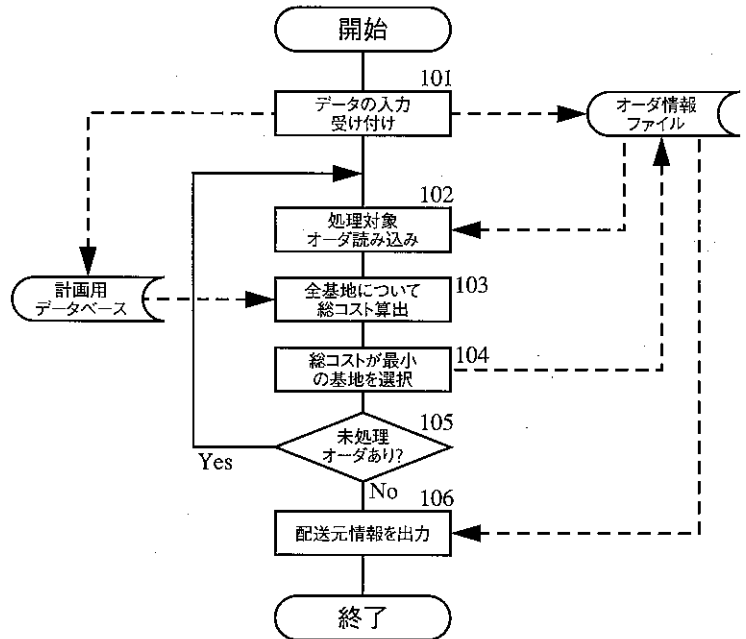 開始
101
データの入力
受け付け
オーダ情報
ファイル
102
処理対象
オーダ読み込み
計画用
データベース
103
全基地について
総コスト算出
104
総コストが最小
の基地を選択
105
未処理
オーダあり?
Yes
No
106
配送元情報を出力
終了